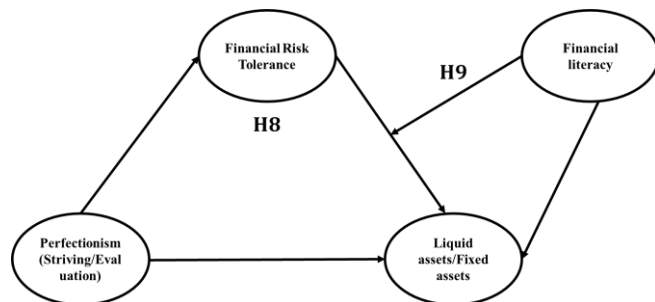 Financial Risk
Tolerance
Financial
literacy
H9
H8
Perfectionism
(Striving/Eval
uation)
Liquid
assets/Fixed
assets